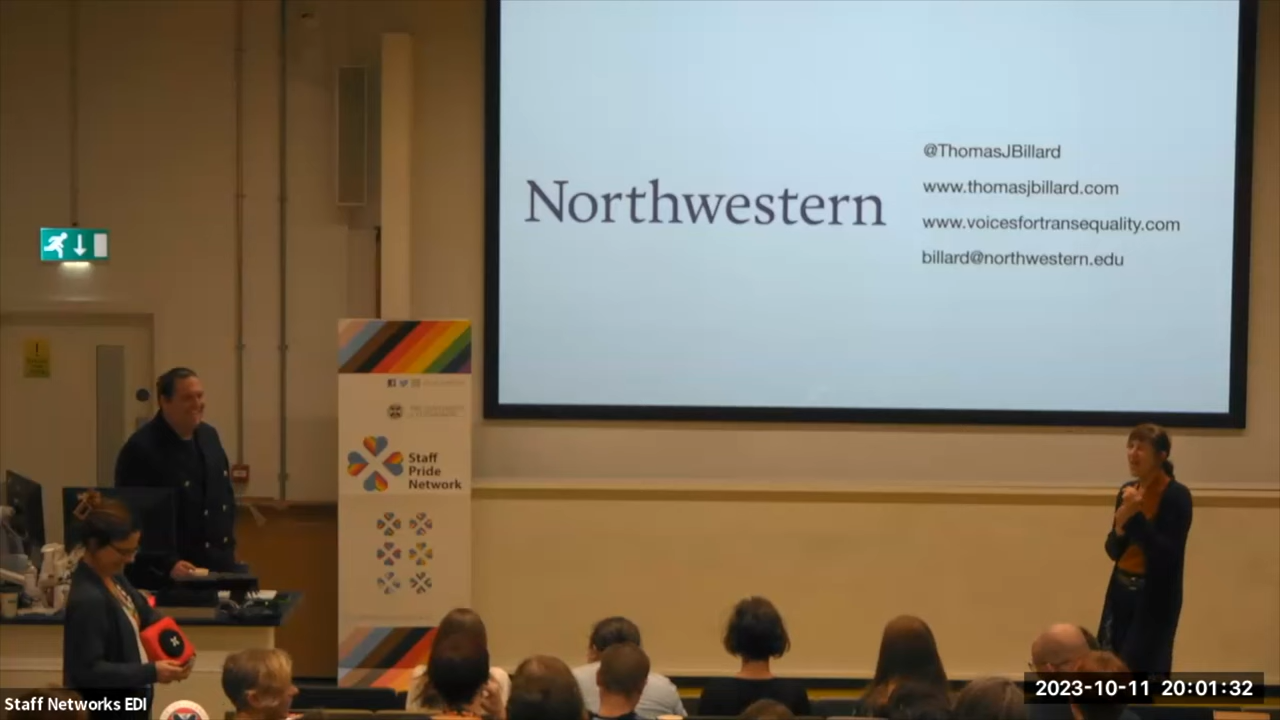 Northwestern
@ThomasJBillard
www.thomasjbillard.com
www.voicesfortransequality.com
billard@northwestern.edu
Staff
Pride
Network
Staff Networks EDI
2023-10-11 20:01:32